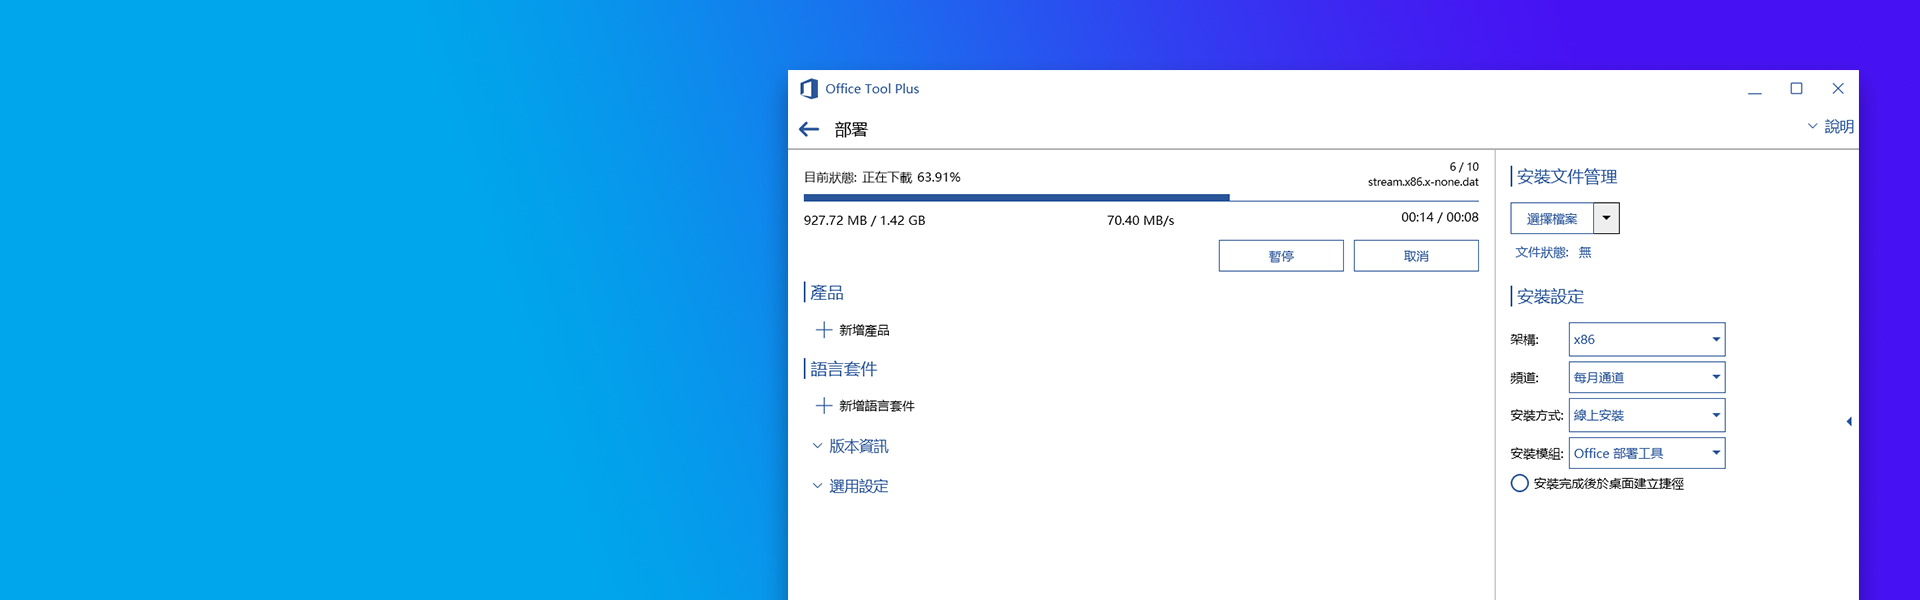 Office Tool Plus
部署
說明
目前狀態: 正在下載 63.91%
6 / 10
stream.x86.x-none.dat
927.72 MB / 1.42 GB
70.40 MB/s
00:14 / 00:08
暫停
取消
產品
新增產品
語言套件
新增語言套件
版本資訊
選用設定
安裝文件管理
選擇檔案
文件狀態: 無
安裝設定
架構: x86
頻道: 每月通道
安裝方式: 線上安裝
安裝模組: Office 部署工具
安裝完成後於桌面建立捷徑